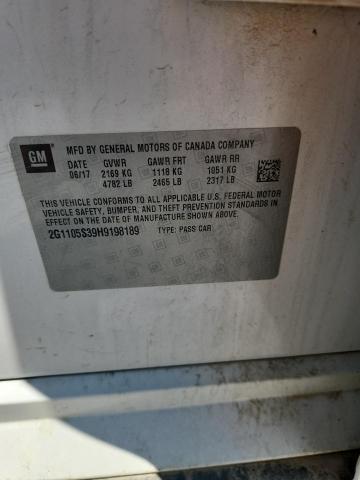 GM
MFD BY GENERAL MOTORS OF CANADA COMPANY
DATE GVWR GAWR FRT GAWR RR
06/17 2169 KG 1118 KG 1051 KG
4782 LB 2465 LB 2317 LB
THIS VEHICLE CONFORMS TO ALL APPLICABLE U.S. FEDERAL MOTOR
VEHICLE SAFETY, BUMPER, AND THEFT PREVENTION STANDARDS IN
EFFECT ON THE DATE OF MANUFACTURE SHOWN ABOVE.
2G1105S39H9198189 TYPE: PASS CAR